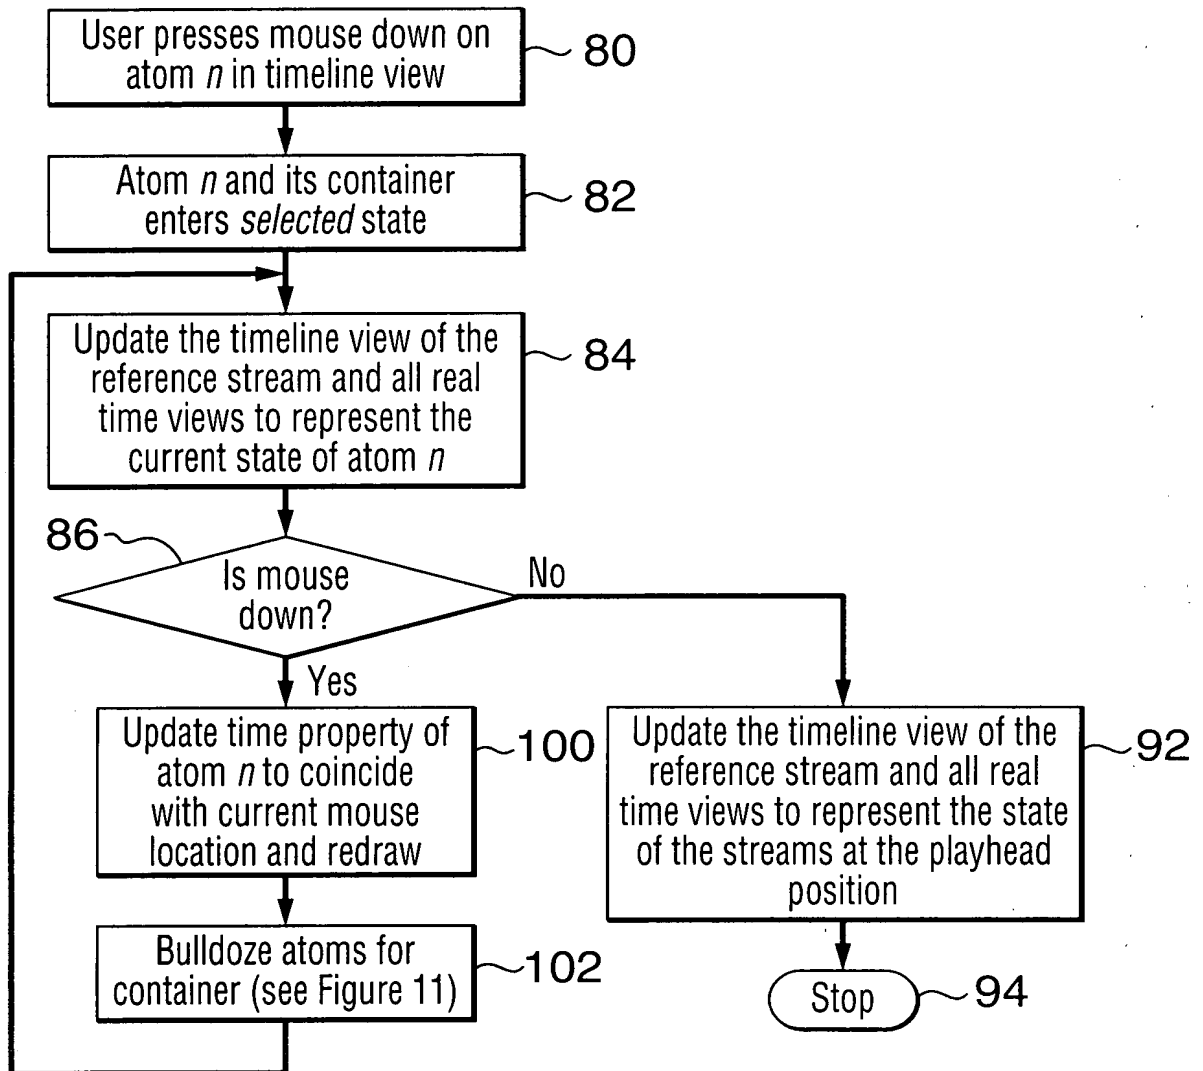 User presses mouse down on
atom n in timeline view
80
Atom n and its container
enters selected state
82
Update the timeline view of the
reference stream and all real
time views to represent the
current state of atom n
84
86
Is mouse
down?
No
Yes
Update time property of
atom n to coincide
with current mouse
location and redraw
100
Update the timeline view of the
reference stream and all real
time views to represent the state
of the streams at the playhead
position
92
Bulldoze atoms for
container (see Figure 11)
102
Stop
94